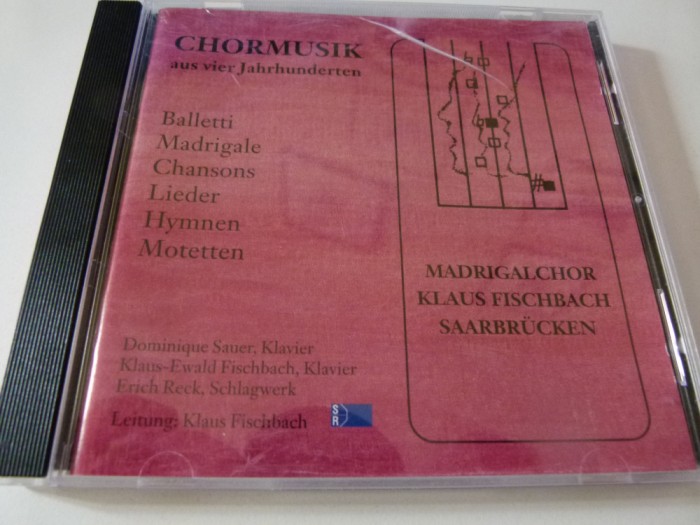 CHORMUSIK
aus vier Jahrhunderten
Balletti
Madrigale
Chansons
Lieder
Hymnen
Motetten
MADRIGALCHOR
KLAUS FISCHBACH
SAARBRÜCKEN
Dominique Sauer, Klavier
Klaus-Ewald Fischbach, Klavier
Erich Reck, Schlagwerk
Leitung: Klaus Fischbach
SR